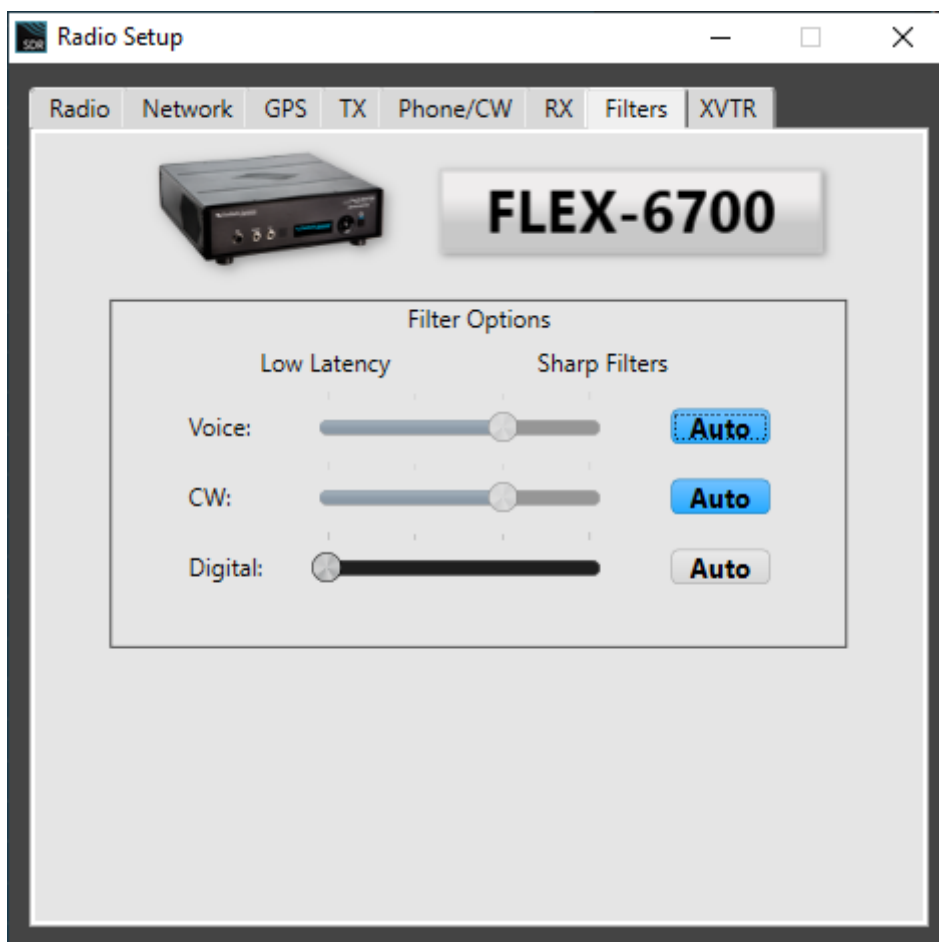 SDR Radio Setup
Radio Network GPS TX Phone/CW RX Filters XVTR
FLEX-6700
Filter Options
Low Latency Sharp Filters
Voice: Auto
CW: Auto
Digital: Auto